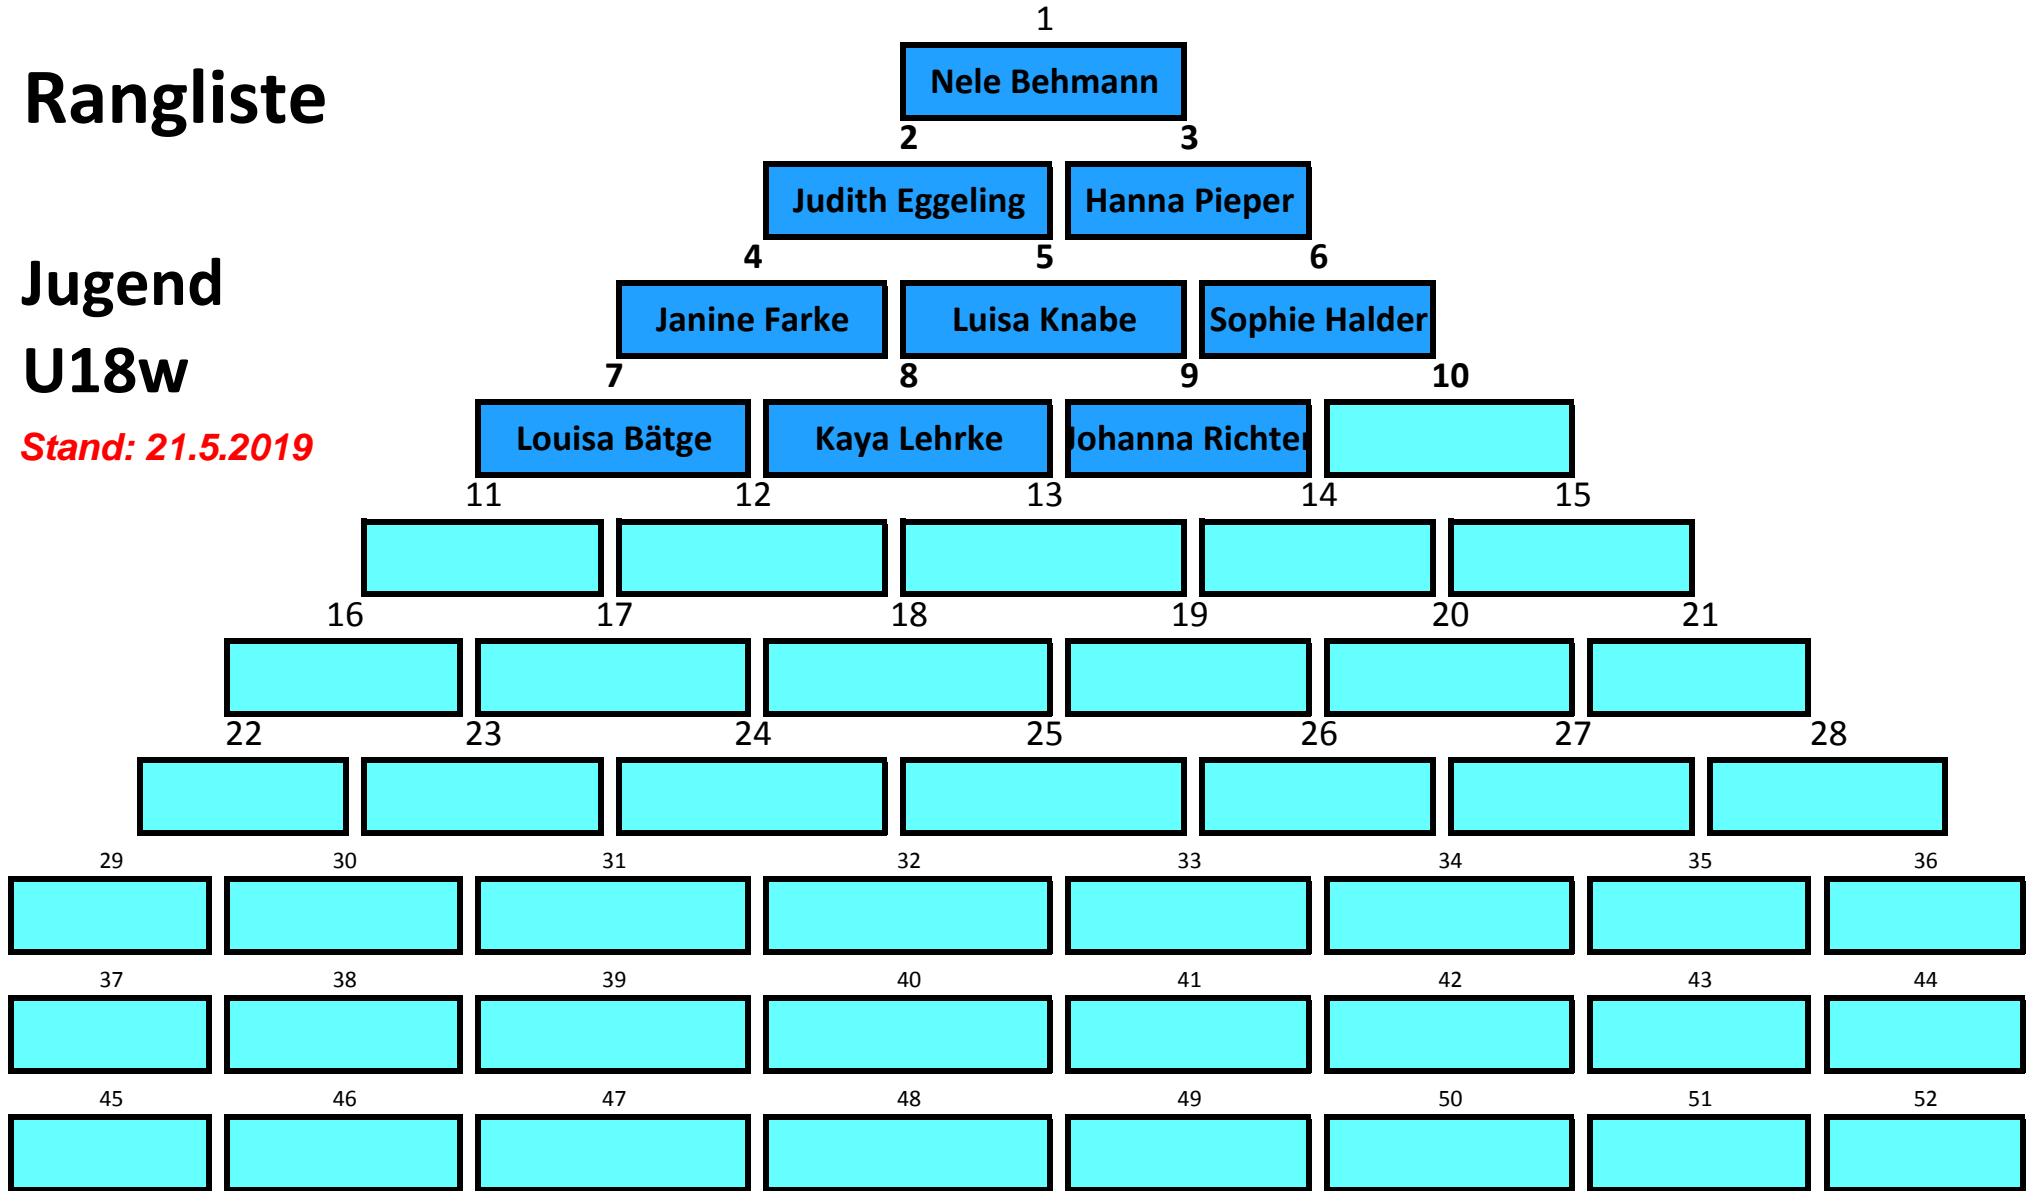 1
Rangliste
Nele Behmann
2 3
Judith Eggeling Hanna Pieper
4 5 6
Jugend
Janine Farke Luisa Knabe Sophie Halder
U18w
7 8 9 10
Stand: 21.5.2019
Louisa Bätge Kaya Lehrke Johanna Richter
11 12 13 14 15
16 17 18 19 20 21
22 23 24 25 26 27 28
29 30 31 32 33 34 35 36
37 38 39 40 41 42 43 44
45 46 47 48 49 50 51 52